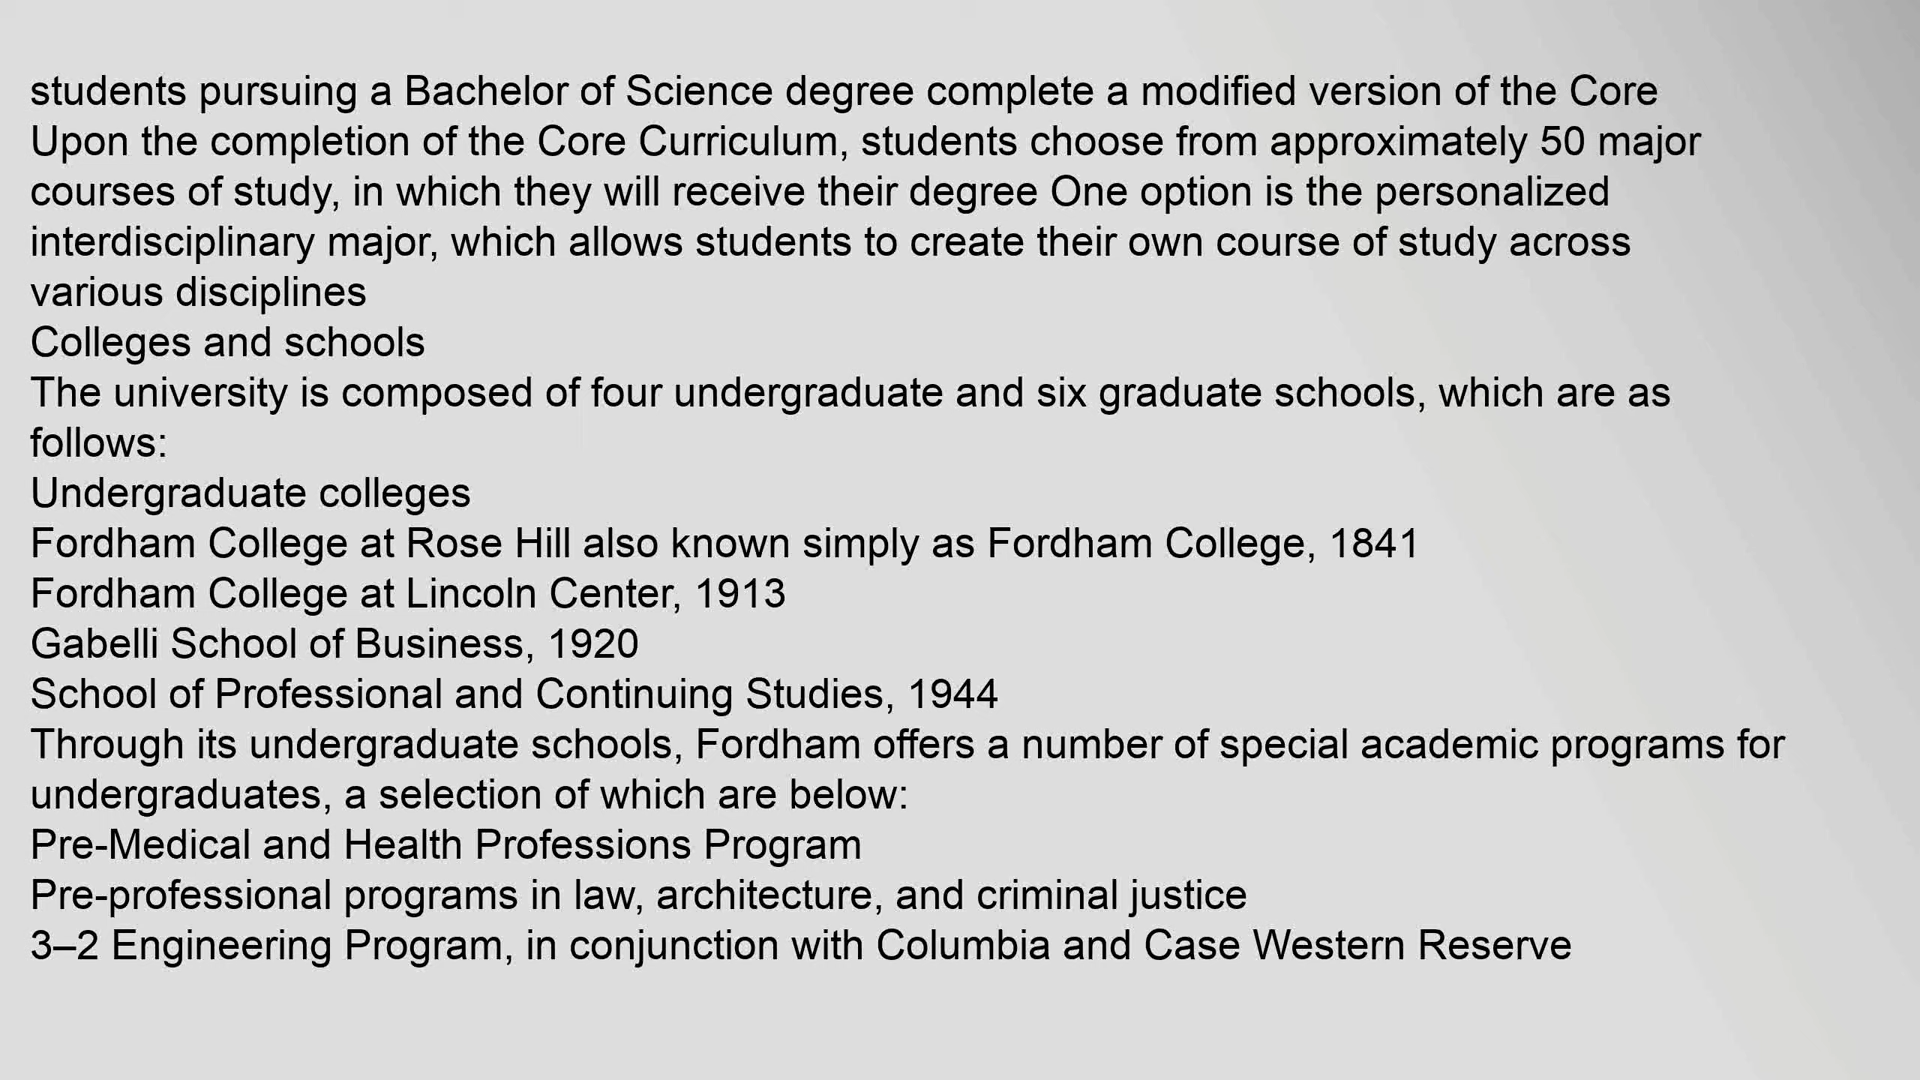 students pursuing a Bachelor of Science degree complete a modified version of the Core
Upon the completion of the Core Curriculum, students choose from approximately 50 major
courses of study, in which they will receive their degree One option is the personalized
interdisciplinary major, which allows students to create their own course of study across
various disciplines
Colleges and schools
The university is composed of four undergraduate and six graduate schools, which are as
follows:
Undergraduate colleges
Fordham College at Rose Hill also known simply as Fordham College, 1841
Fordham College at Lincoln Center, 1913
Gabelli School of Business, 1920
School of Professional and Continuing Studies, 1944
Through its undergraduate schools, Fordham offers a number of special academic programs for
undergraduates, a selection of which are below:
Pre-Medical and Health Professions Program
Pre-professional programs in law, architecture, and criminal justice
3–2 Engineering Program, in conjunction with Columbia and Case Western Reserve